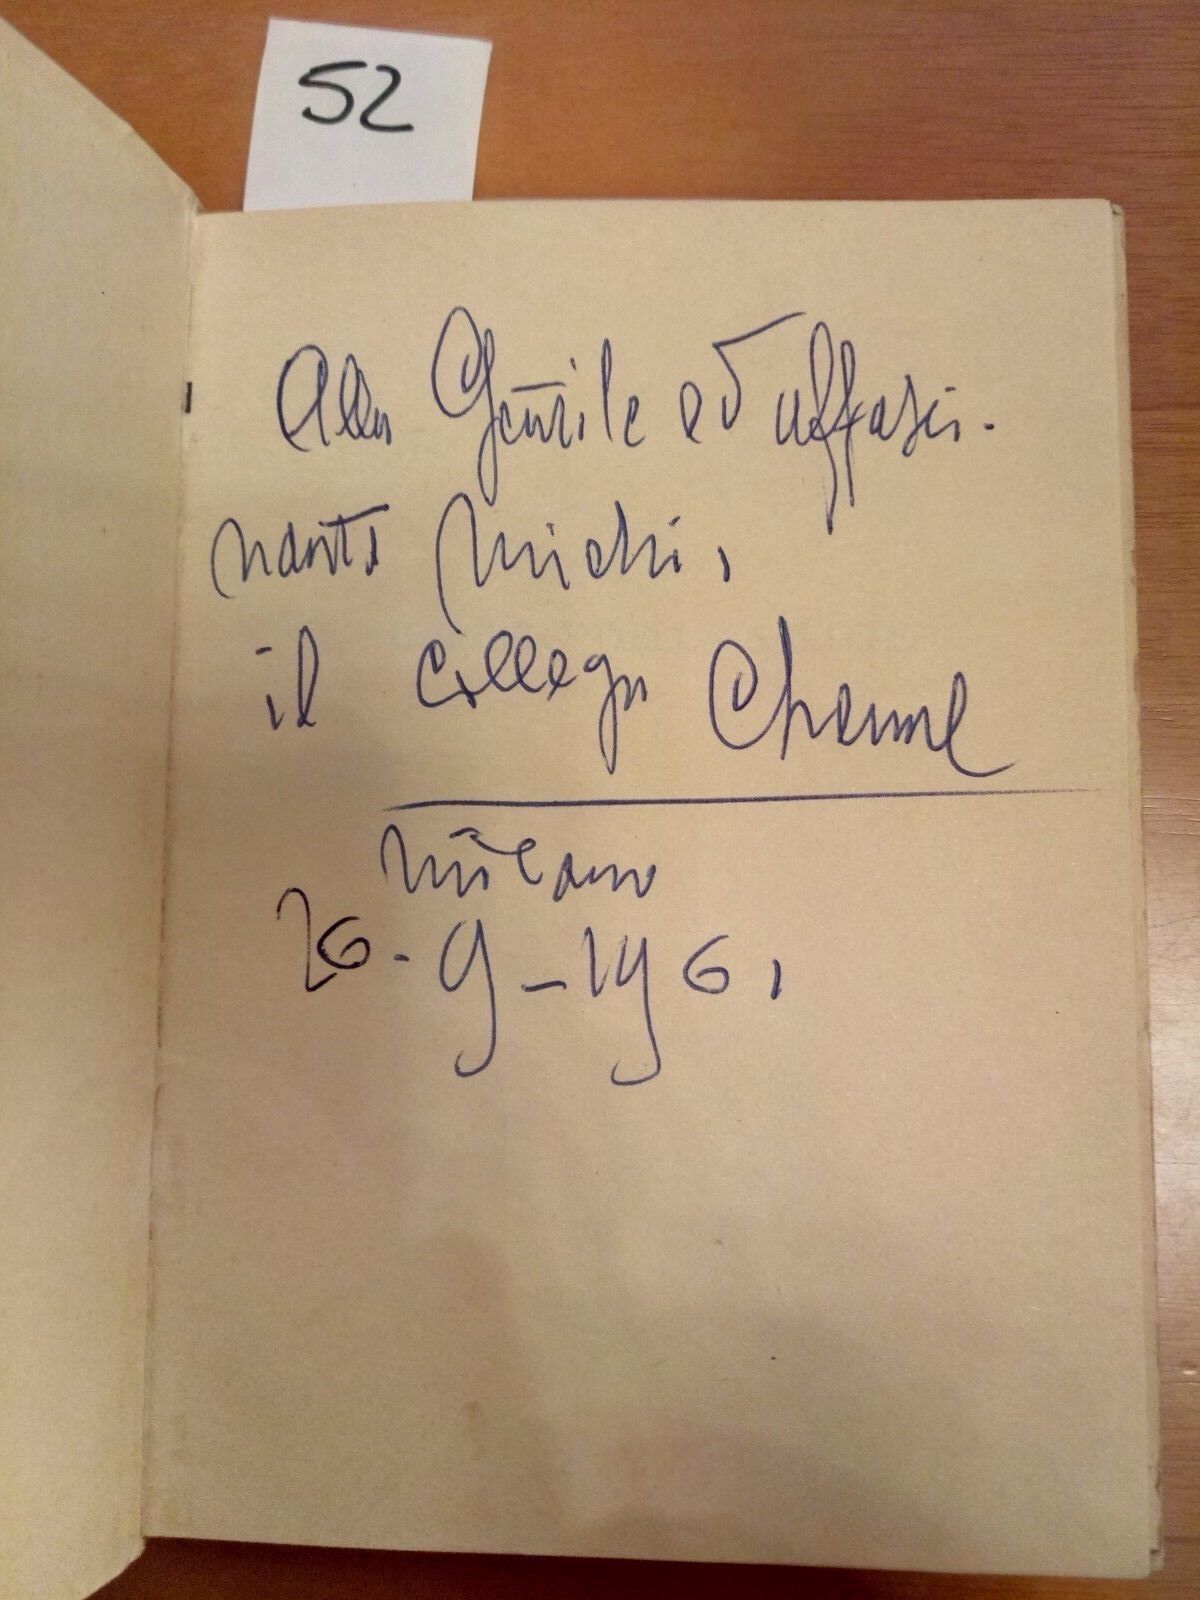 52
Alla Gentile ed affasci-
nante Michi,
il collega
Milano
26-9-1961